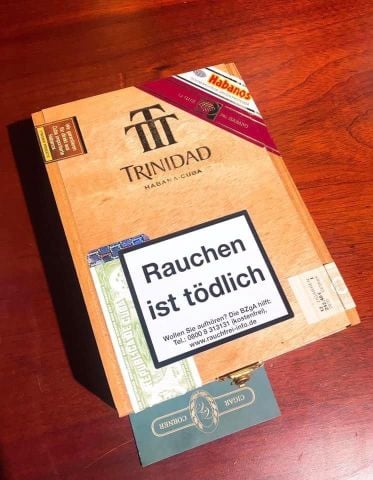 Habanos
TRINIDAD
HABANA-CUBA
Rauchen
ist tödlich
Wollen Sie aufhören? Die BZgA hilft:
Tel.: 0800 8 313131 (kostenfrei),
www.rauchfrei-info.de
CIGAR
CORNER